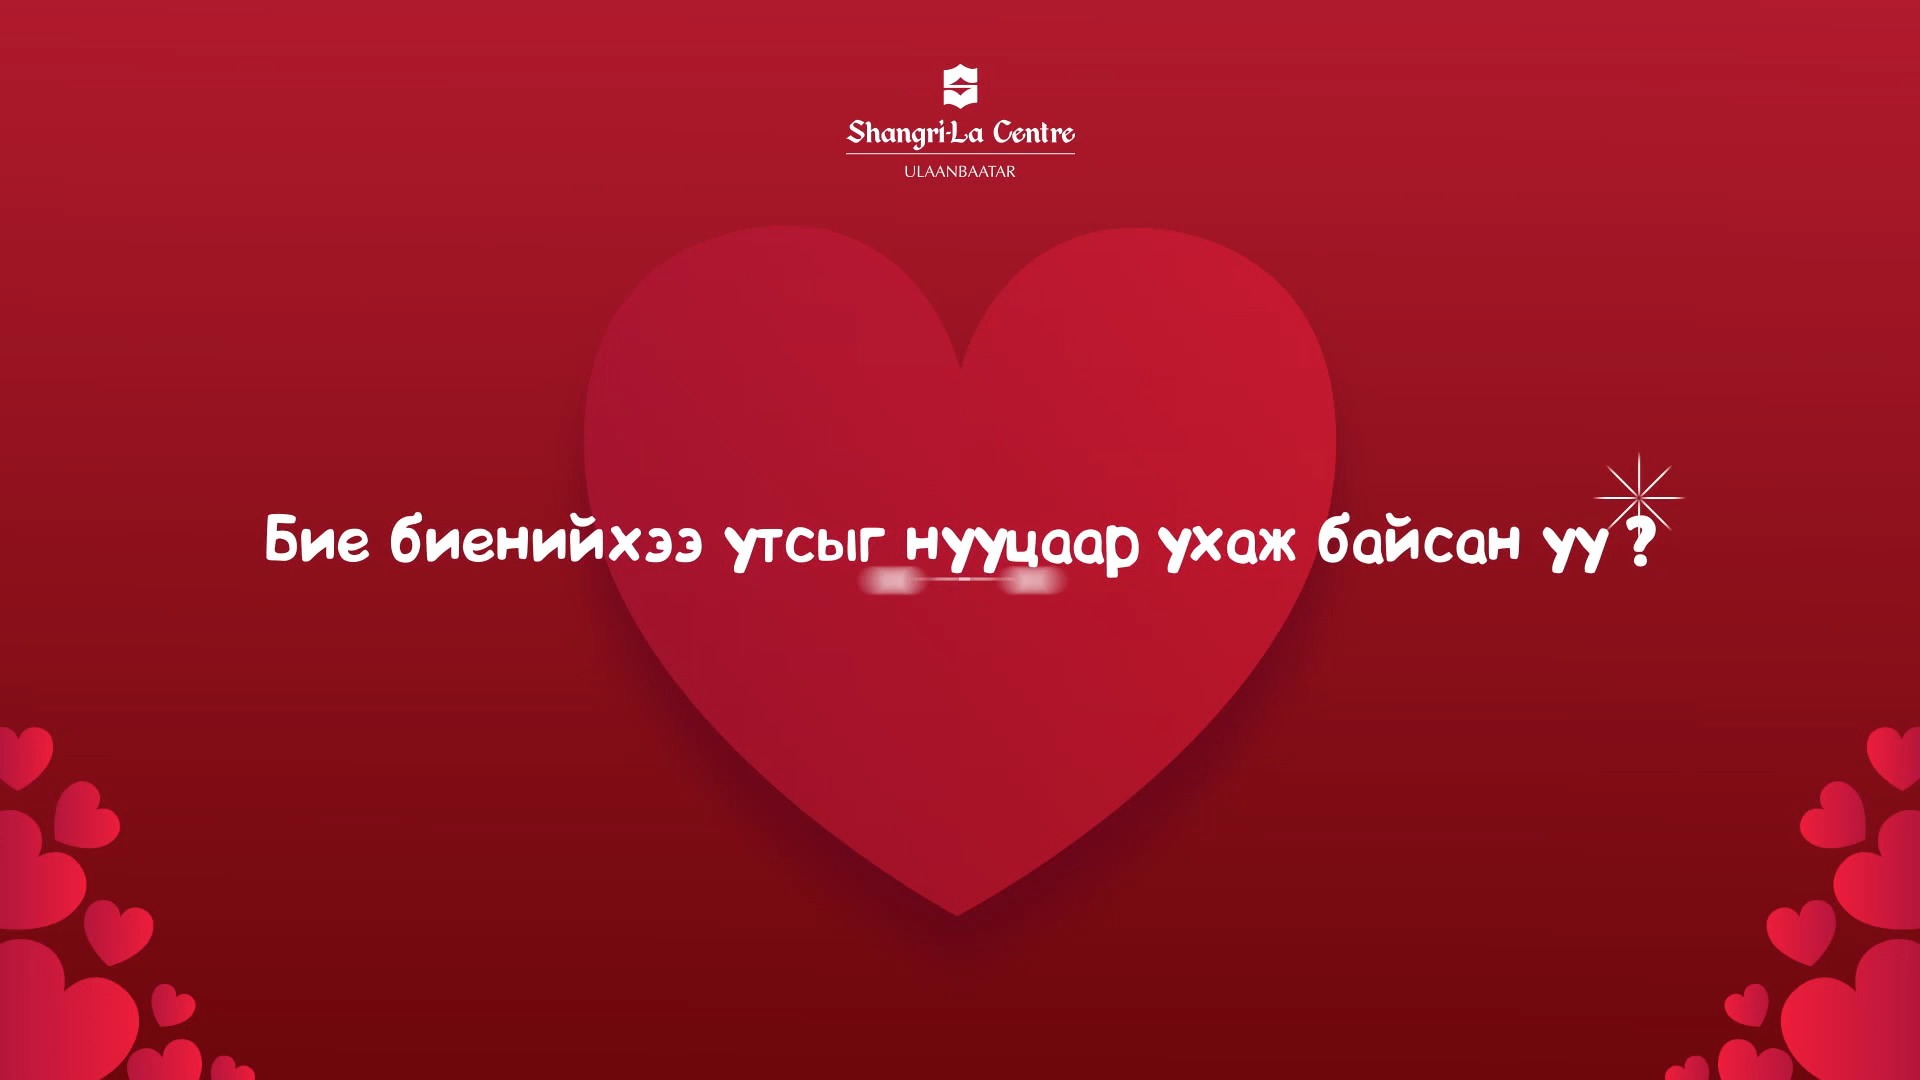 Shangri-La Centre
ULAANBAATAR
Бие биенийхээ утсыг нууцаар ухаж байсан уу ?